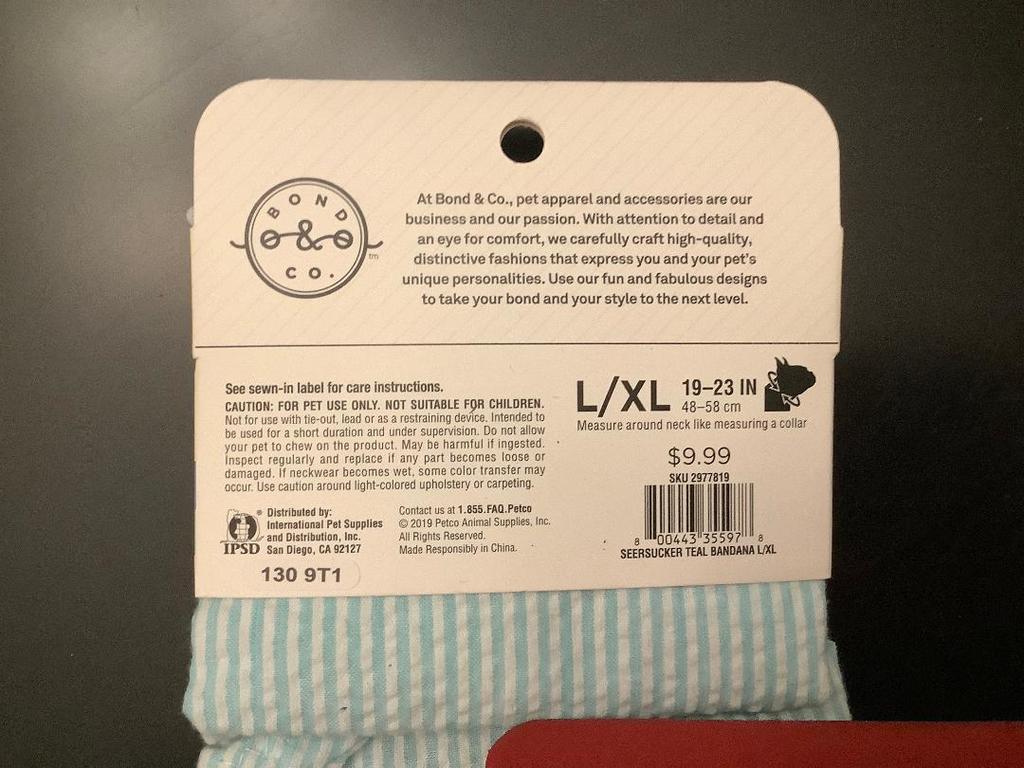 BOND
&
CO.
tm
At Bond & Co., pet apparel and accessories are our
business and our passion. With attention to detail and
an eye for comfort, we carefully craft high-quality,
distinctive fashions that express you and your pet's
unique personalities. Use our fun and fabulous designs
to take your bond and your style to the next level.
See sewn-in label for care instructions.
CAUTION: FOR PET USE ONLY. NOT SUITABLE FOR CHILDREN.
Not for use with tie-out, lead or as a restraining device. Intended to
be used for a short duration and under supervision. Do not allow
your pet to chew on the product. May be harmful if ingested.
Inspect regularly and replace if any part becomes loose or
damaged. If neckwear becomes wet, some color transfer may
occur. Use caution around light-colored upholstery or carpeting.
IPSD
®
Distributed by:
International Pet Supplies
and Distribution, Inc.
San Diego, CA 92127
Contact us at 1.855.FAQ.Petco
© 2019 Petco Animal Supplies, Inc.
All Rights Reserved.
Made Responsibly in China.
130 9T1
L/XL
19–23 IN
48–58 cm
Measure around neck like measuring a collar
$9.99
SKU 2977819
8 00443 35597 8
SEERSUCKER TEAL BANDANA L/XL